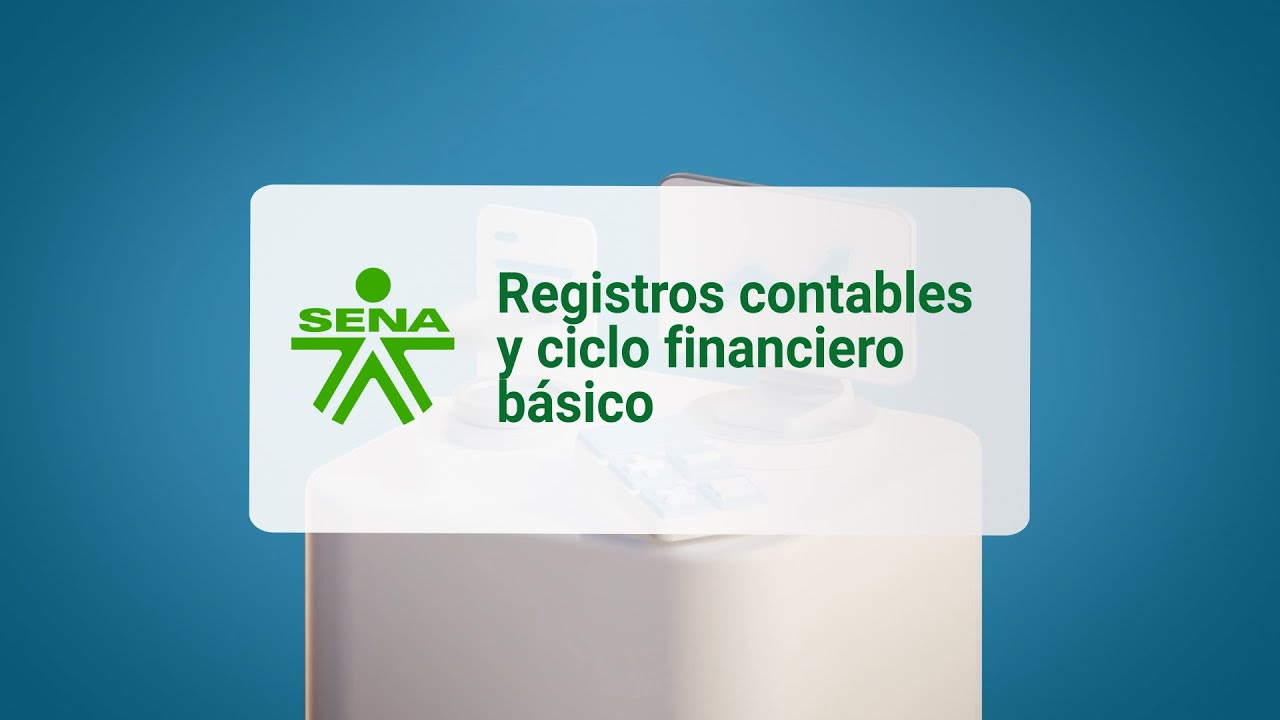 SENA
Registros contables
y ciclo financiero
básico